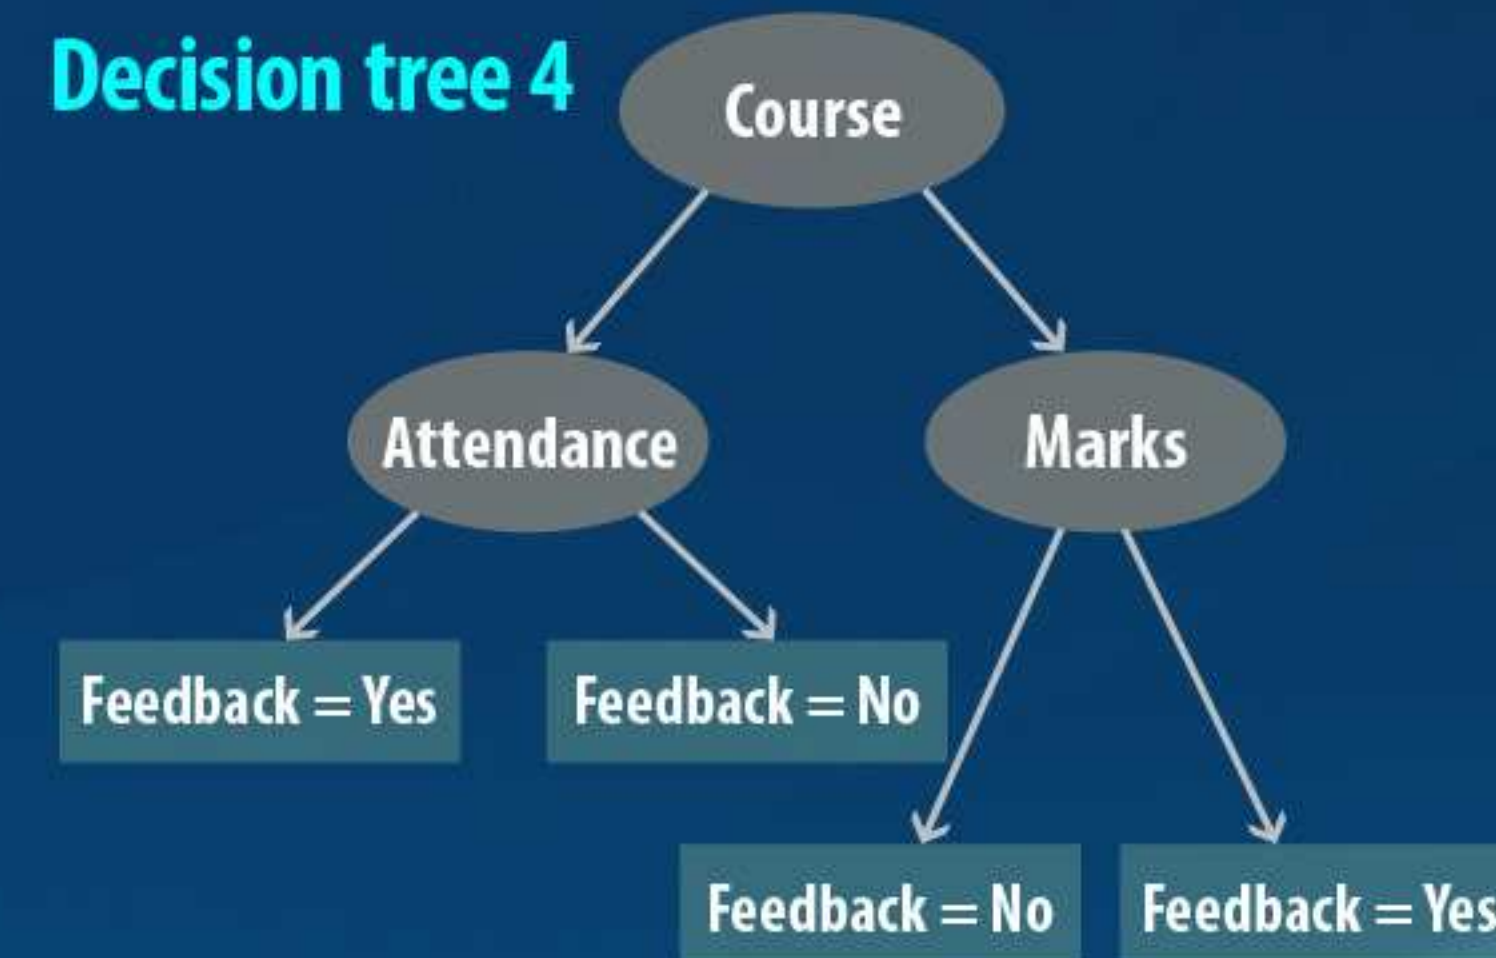 Decision tree 4
Course
Attendance
Marks
Feedback = Yes
Feedback = No
Feedback = No
Feedback = Yes